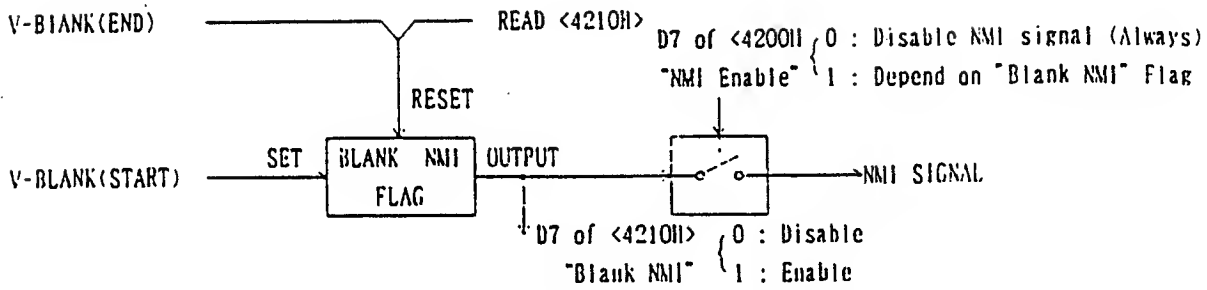 V-BLANK(END)
READ <4210H>
D7 of <4200H 0 : Disable NMI signal (Always)
"NMI Enable" 1 : Depend on "Blank NMI" Flag
RESET
V-BLANK(START)
SET
BLANK NMI
FLAG
OUTPUT
NMI SIGNAL
D7 of <4210H> 0 : Disable
"Blank NMI" 1 : Enable